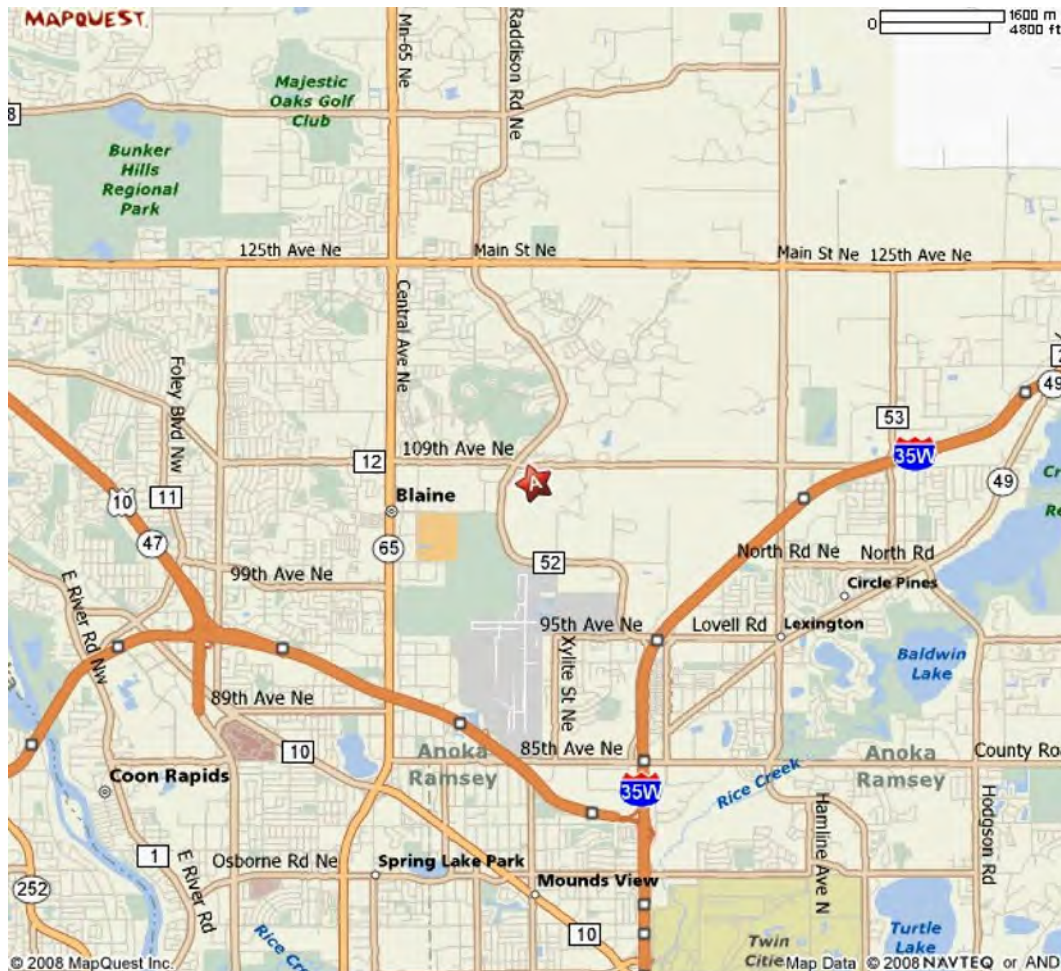 MAPQUEST.
1600 m
0
4800 ft
Mn-65 Ne
Raddison Rd Ne
Majestic
Oaks Golf
Club
8
Bunker
Hills
Regional
Park
125th Ave Ne
Main St Ne
Main St Ne
125th Ave Ne
Central Ave Ne
Foley Blvd Nw
49
53
109th Ave Ne
12
35W
A
11
10
Blaine
49
47
65
52
North Rd Ne
North Rd
99th Ave Ne
Circle Pines
E River Rd Nw
95th Ave Ne
Xylite St Ne
Lovell Rd
Lexington
Baldwin
Lake
89th Ave Ne
10
Anoka
Ramsey
85th Ave Ne
Anoka
Ramsey
County Roa
Coon Rapids
35W
Rice Creek
Hamline Ave N
Hodgson Rd
1
E River Rd
Osborne Rd Ne
Spring Lake Park
252
Mounds View
10
Turtle
Lake
Twin
Citie
Rice Cre
© 2008 MapQuest Inc.
Map Data © 2008 NAVTEQ or AND